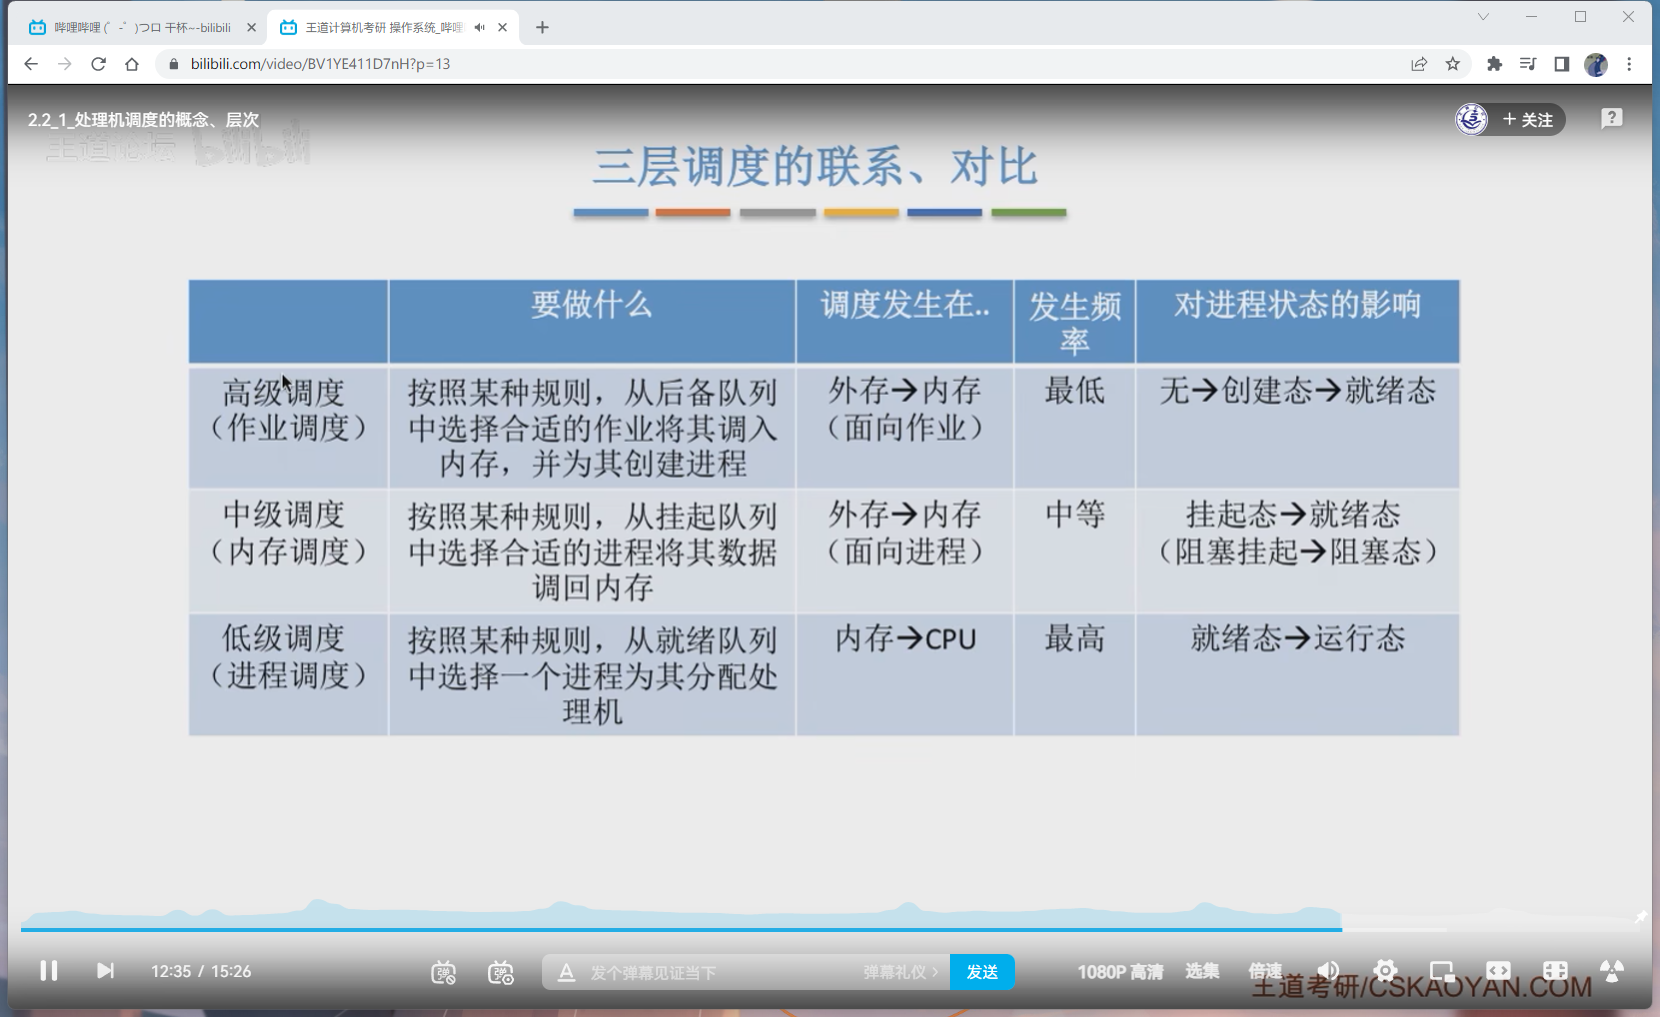 哔哩哔哩 (゜-゜)つロ 干杯~-bilibili
王道计算机考研 操作系统_哔哩
bilibili.com/video/BV1YE411D7nH?p=13
2.2_1_处理机调度的概念、层次
+ 关注
王道论坛 bilibili
三层调度的联系、对比
要做什么
调度发生在..
发生频
率
对进程状态的影响
高级调度
（作业调度）
按照某种规则，从后备队列
中选择合适的作业将其调入
内存，并为其创建进程
外存→内存
（面向作业）
最低
无→创建态→就绪态
中级调度
（内存调度）
按照某种规则，从挂起队列
中选择合适的进程将其数据
调回内存
外存→内存
（面向进程）
中等
挂起态→就绪态
（阻塞挂起→阻塞态）
低级调度
（进程调度）
按照某种规则，从就绪队列
中选择一个进程为其分配处
理机
内存→CPU
最高
就绪态→运行态
12:35 / 15:26
发个弹幕见证当下
弹幕礼仪 >
发送
1080P 高清
选集
倍速
王道考研/CSKAOYAN.COM